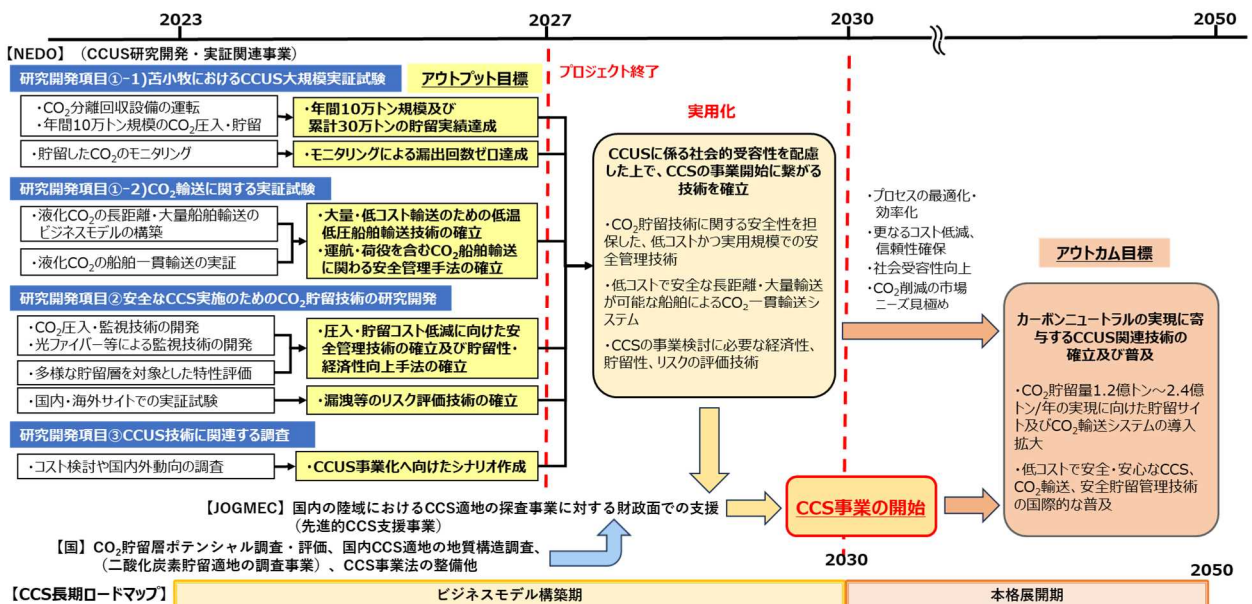 2023
2027
2030
2050
【NEDO】（CCUS研究開発・実証関連事業）
研究開発項目①-1)苫小牧におけるCCUS大規模実証試験
アウトプット目標
プロジェクト終了
・CO₂分離回収設備の運転
・年間10万トン規模のCO₂圧入・貯留
・年間10万トン規模及び
累計30万トンの貯留実績達成
・貯留したCO₂のモニタリング
・モニタリングによる漏出回数ゼロ達成
研究開発項目①-2)CO₂輸送に関する実証試験
・液化CO₂の長距離・大量船舶輸送の
ビジネスモデルの構築
・液化CO₂の船舶一貫輸送の実証
・大量・低コスト輸送のための低温
低圧船舶輸送技術の確立
・運航・荷役を含むCO₂船舶輸送
に関わる安全管理手法の確立
研究開発項目②安全なCCS実施のためのCO₂貯留技術の研究開発
・CO₂圧入・監視技術の開発
・光ファイバー等による監視技術の開発
・多様な貯留層を対象とした特性評価
・圧入・貯留コスト低減に向けた安
全管理技術の確立及び貯留性・
経済性向上手法の確立
・国内・海外サイトでの実証試験
・漏洩等のリスク評価技術の確立
研究開発項目③CCUS技術に関連する調査
・コスト検討や国内外動向の調査
・CCUS事業化へ向けたシナリオ作成
実用化
CCUSに係る社会的受容性を配慮
した上で、CCSの事業開始に繋がる
技術を確立
・CO₂貯留技術に関する安全性を担
保した、低コストかつ実用規模での安
全管理技術
・低コストで安全な長距離・大量輸送
が可能な船舶によるCO₂一貫輸送シ
ステム
・CCSの事業検討に必要な経済性、
貯留性、リスクの評価技術
・プロセスの最適化・
効率化
・更なるコスト低減、
信頼性確保
・社会受容性向上
・CO₂削減の市場
ニーズ見極め
アウトカム目標
カーボンニュートラルの実現に寄
与するCCUS関連技術の
確立及び普及
・CO₂貯留量1.2億トン～2.4億
トン/年の実現に向けた貯留サイ
ト及びCO₂輸送システムの導入
拡大
・低コストで安全・安心なCCS、
CO₂輸送、安全貯留管理技術
の国際的な普及
【JOGMEC】国内の陸域におけるCCS適地の探査事業に対する財政面での支援
（先進的CCS支援事業）
CCS事業の開始
【国】CO₂貯留層ポテンシャル調査・評価、国内CCS適地の地質構造調査、
（二酸化炭素貯留適地の調査事業）、CCS事業法の整備他
2030
2050
【CCS長期ロードマップ】
ビジネスモデル構築期
本格展開期